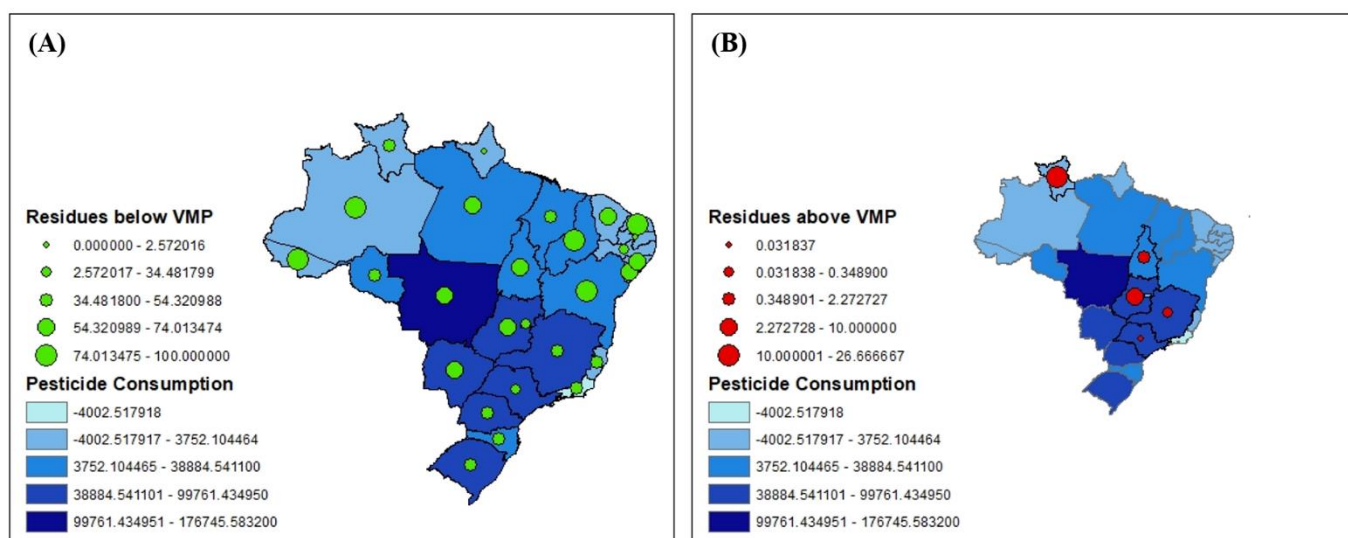 (A)
Residues below VMP
0.000000 - 2.572016
2.572017 - 34.481799
34.481800 - 54.320988
54.320989 - 74.013474
74.013475 - 100.000000
Pesticide Consumption
-4002.517918
-4002.517917 - 3752.104464
3752.104465 - 38884.541100
38884.541101 - 99761.434950
99761.434951 - 176745.583200
(B)
Residues above VMP
0.031837
0.031838 - 0.348900
0.348901 - 2.272727
2.272728 - 10.000000
10.000001 - 26.666667
Pesticide Consumption
-4002.517918
-4002.517917 - 3752.104464
3752.104465 - 38884.541100
38884.541101 - 99761.434950
99761.434951 - 176745.583200